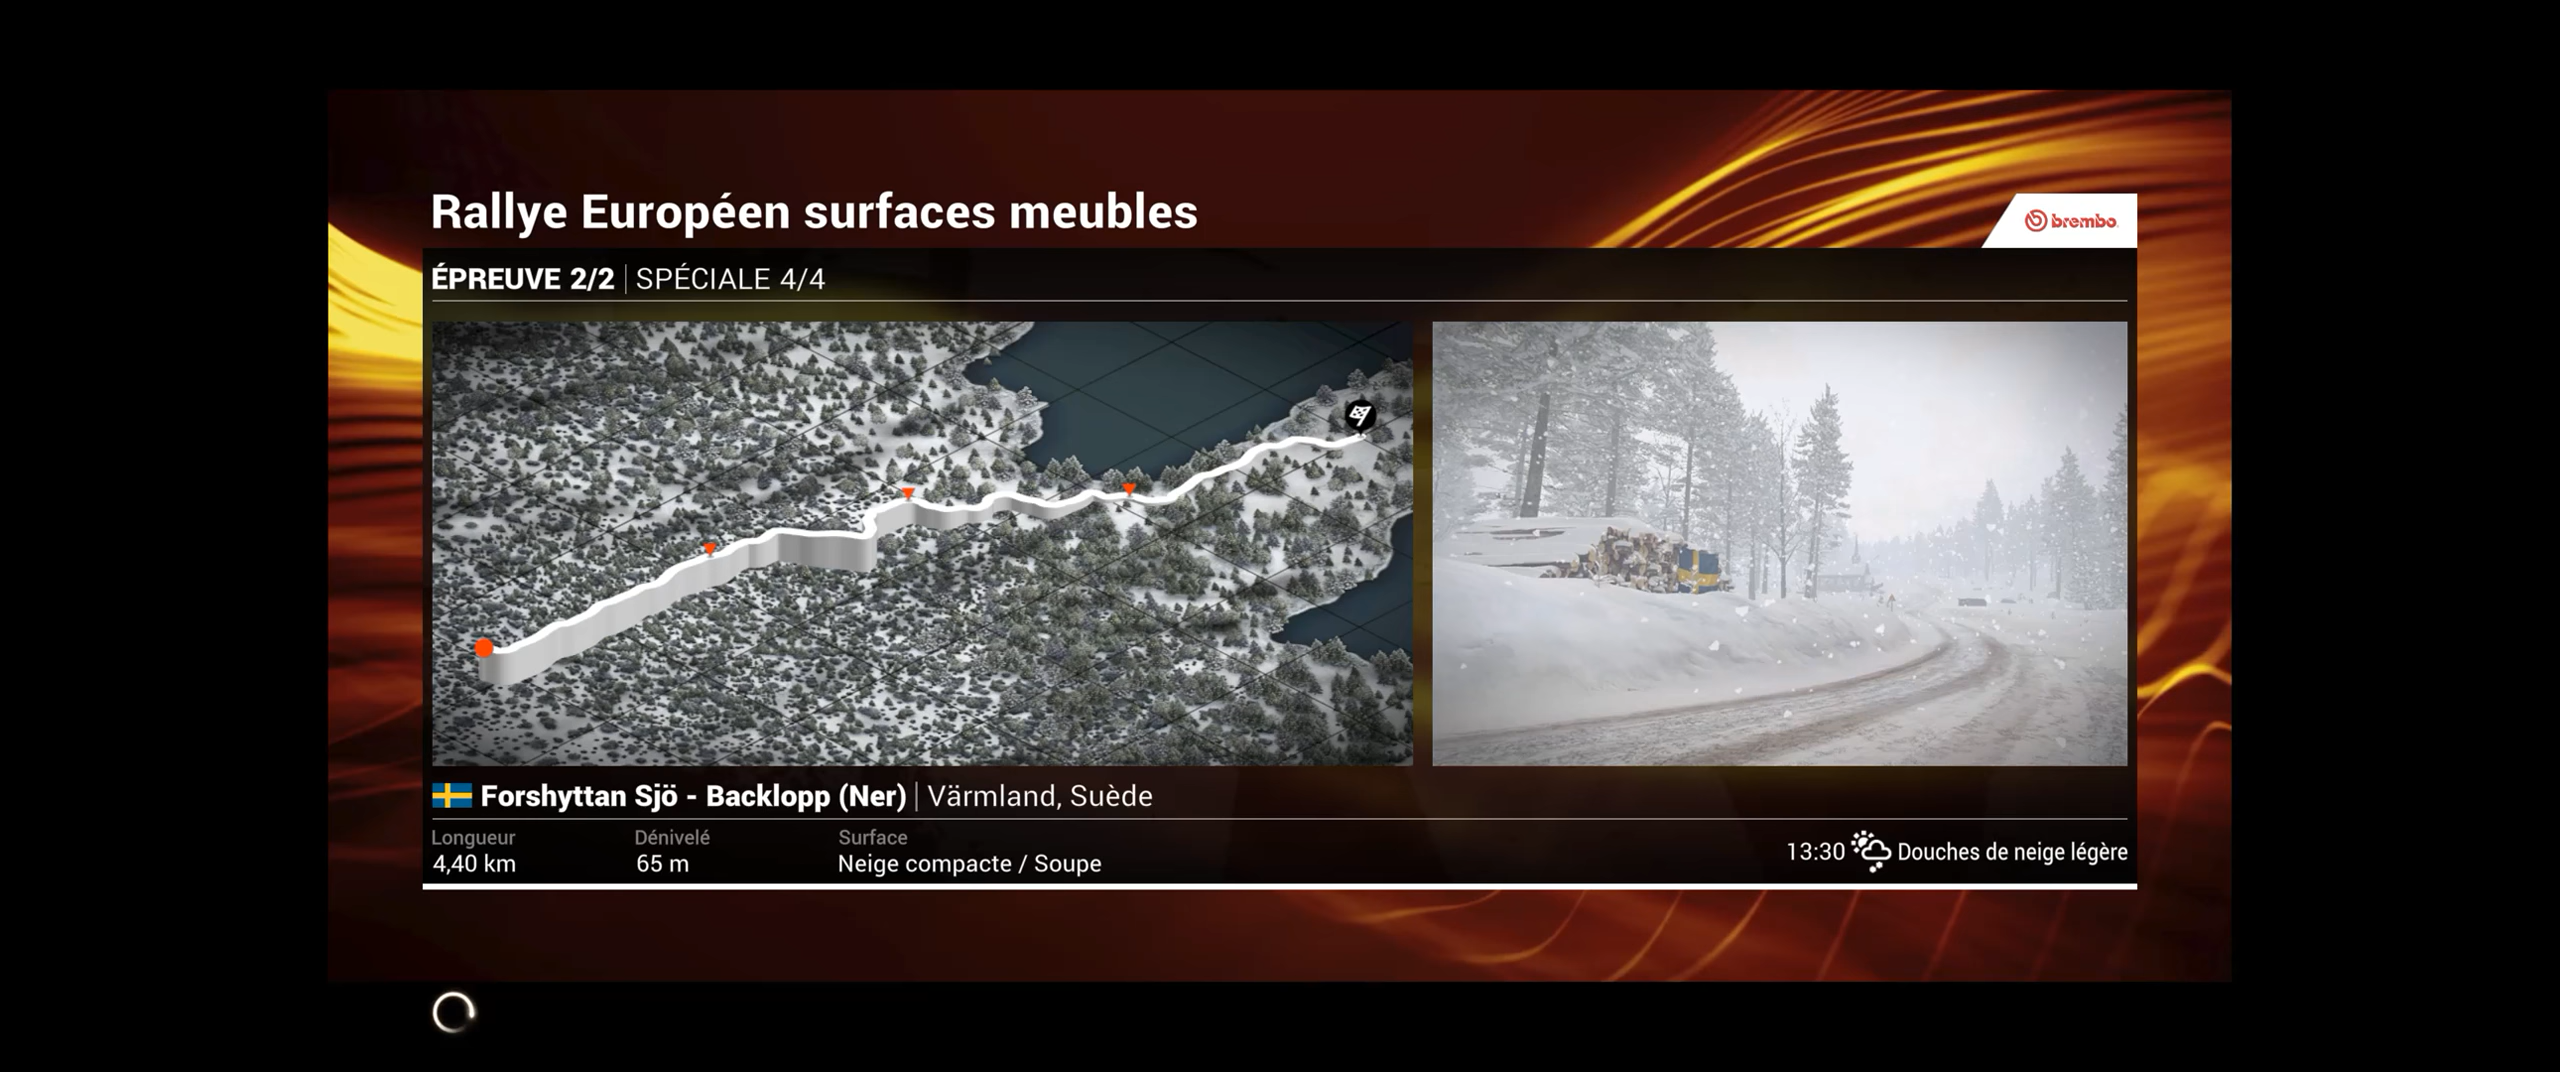 Rallye Européen surfaces meubles
brembo
ÉPREUVE 2/2 | SPÉCIALE 4/4
Forshyttan Sjö - Backlopp (Ner) | Värmland, Suède
Longueur Dénivelé Surface
4,40 km 65 m Neige compacte / Soupe
13:30 Douches de neige légère